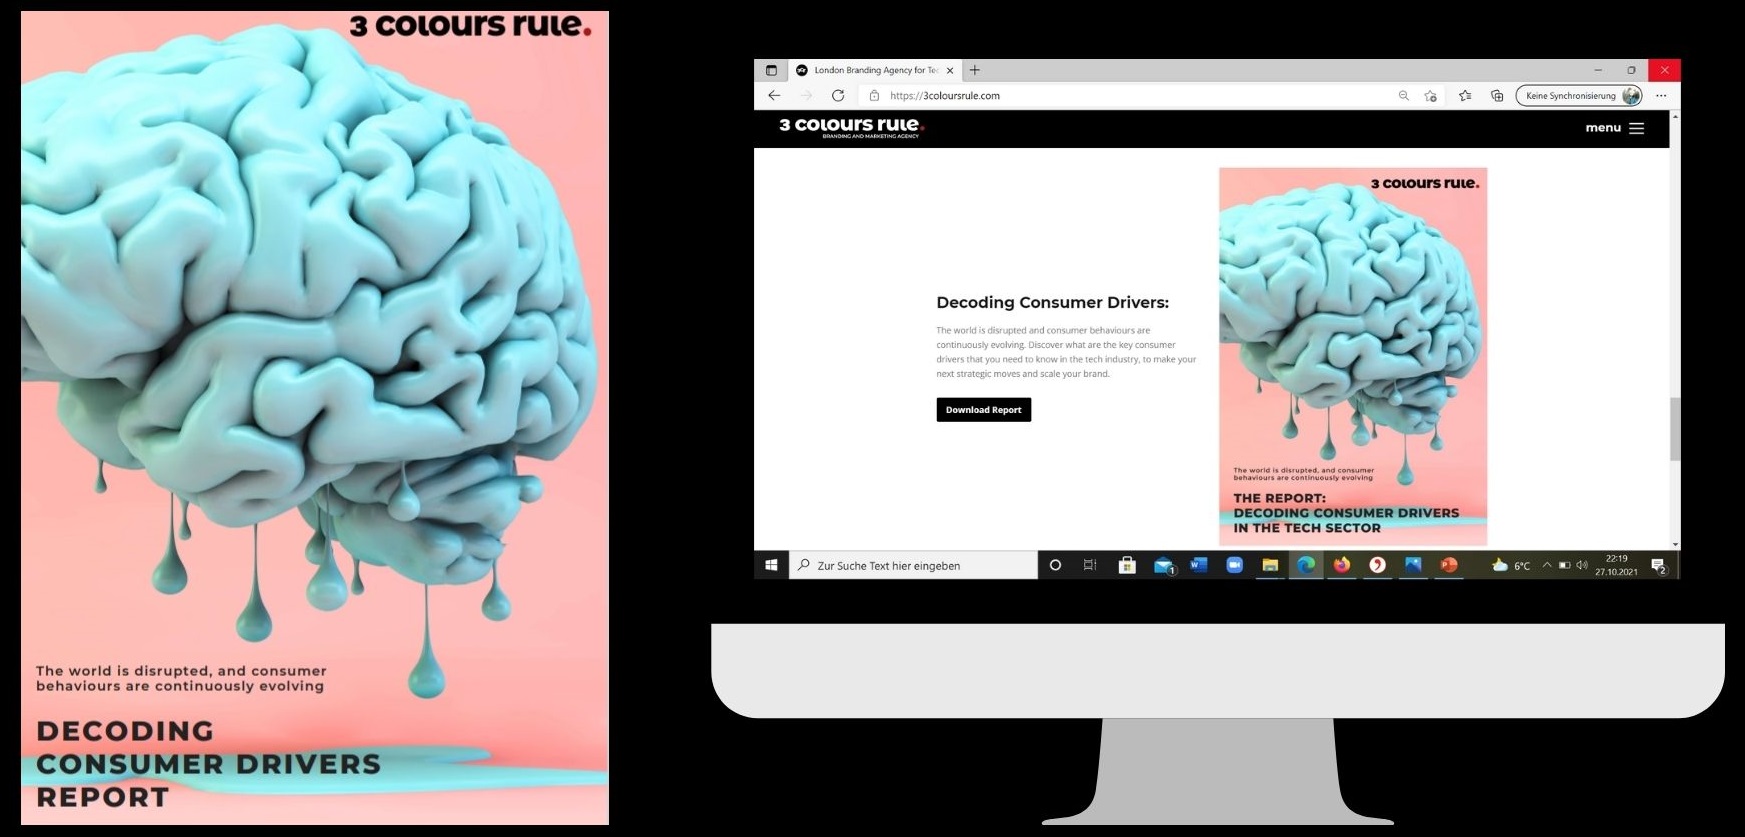 3 colours rule.
The world is disrupted, and consumer
behaviours are continuously evolving
DECODING
CONSUMER DRIVERS
REPORT
London Branding Agency for Tec
https://3coloursrule.com
Keine Synchronisierung
3 colours rule.
BRANDING AND MARKETING AGENCY
menu
Decoding Consumer Drivers:
The world is disrupted and consumer behaviours are
continuously evolving. Discover what are the key consumer
drivers that you need to know in the tech industry, to make your
next strategic moves and scale your brand.
Download Report
3 colours rule.
The world is disrupted, and consumer
behaviours are continuously evolving
THE REPORT:
DECODING CONSUMER DRIVERS
IN THE TECH SECTOR
Zur Suche Text hier eingeben
1
6°C
22:19
27.10.2021
2